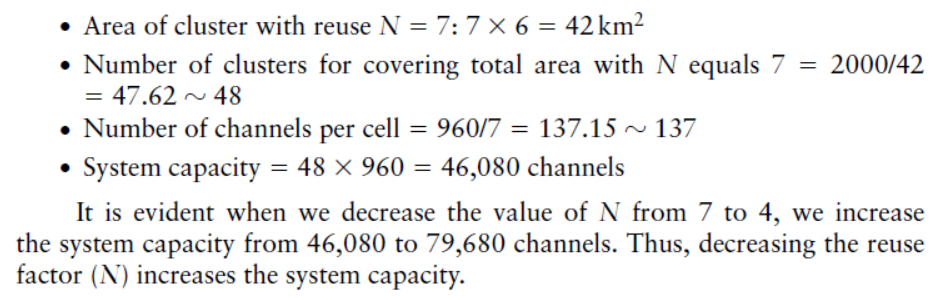 • Area of cluster with reuse N = 7: 7 × 6 = 42 km²
• Number of clusters for covering total area with N equals 7 = 2000/42
= 47.62 ~ 48
• Number of channels per cell = 960/7 = 137.15 ~ 137
• System capacity = 48 × 960 = 46,080 channels
It is evident when we decrease the value of N from 7 to 4, we increase
the system capacity from 46,080 to 79,680 channels. Thus, decreasing the reuse
factor (N) increases the system capacity.